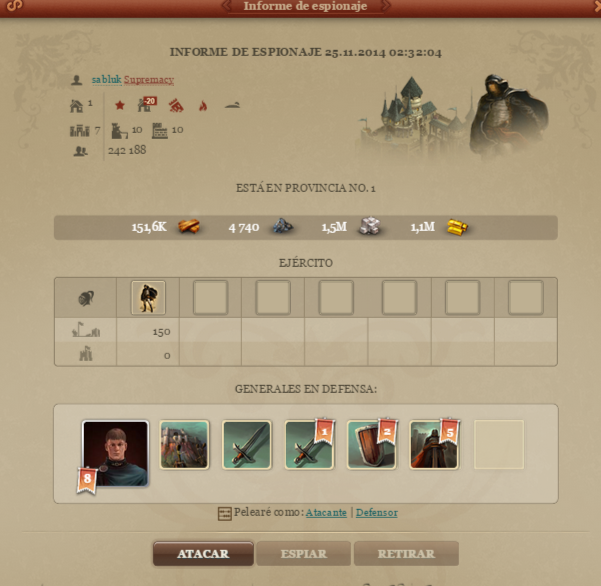 Informe de espionaje
INFORME DE ESPIONAJE 25.11.2014 02:32:04
sabluk Supremacy
1 -20
7 10 10
242 188
ESTÁ EN PROVINCIA NO. 1
151,6K 4 740 1,5M 1,1M
EJÉRCITO
150
0
GENERALES EN DEFENSA:
8 1 2 5
Pelearé como: Atacante | Defensor
ATACAR ESPIAR RETIRAR